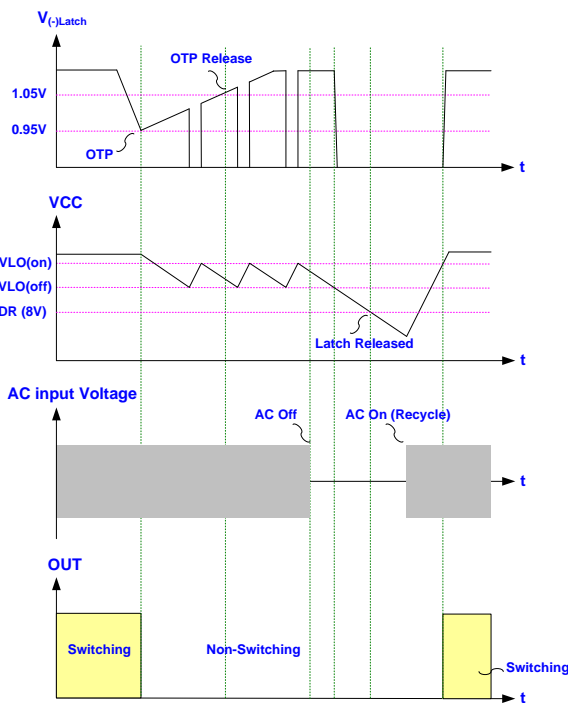 V(-)Latch
OTP Release
1.05V
0.95V
OTP
t
VCC
VLO(on)
VLO(off)
DR (8V)
Latch Released
t
AC input Voltage
AC Off
AC On (Recycle)
t
OUT
Switching
Non-Switching
Switching
t